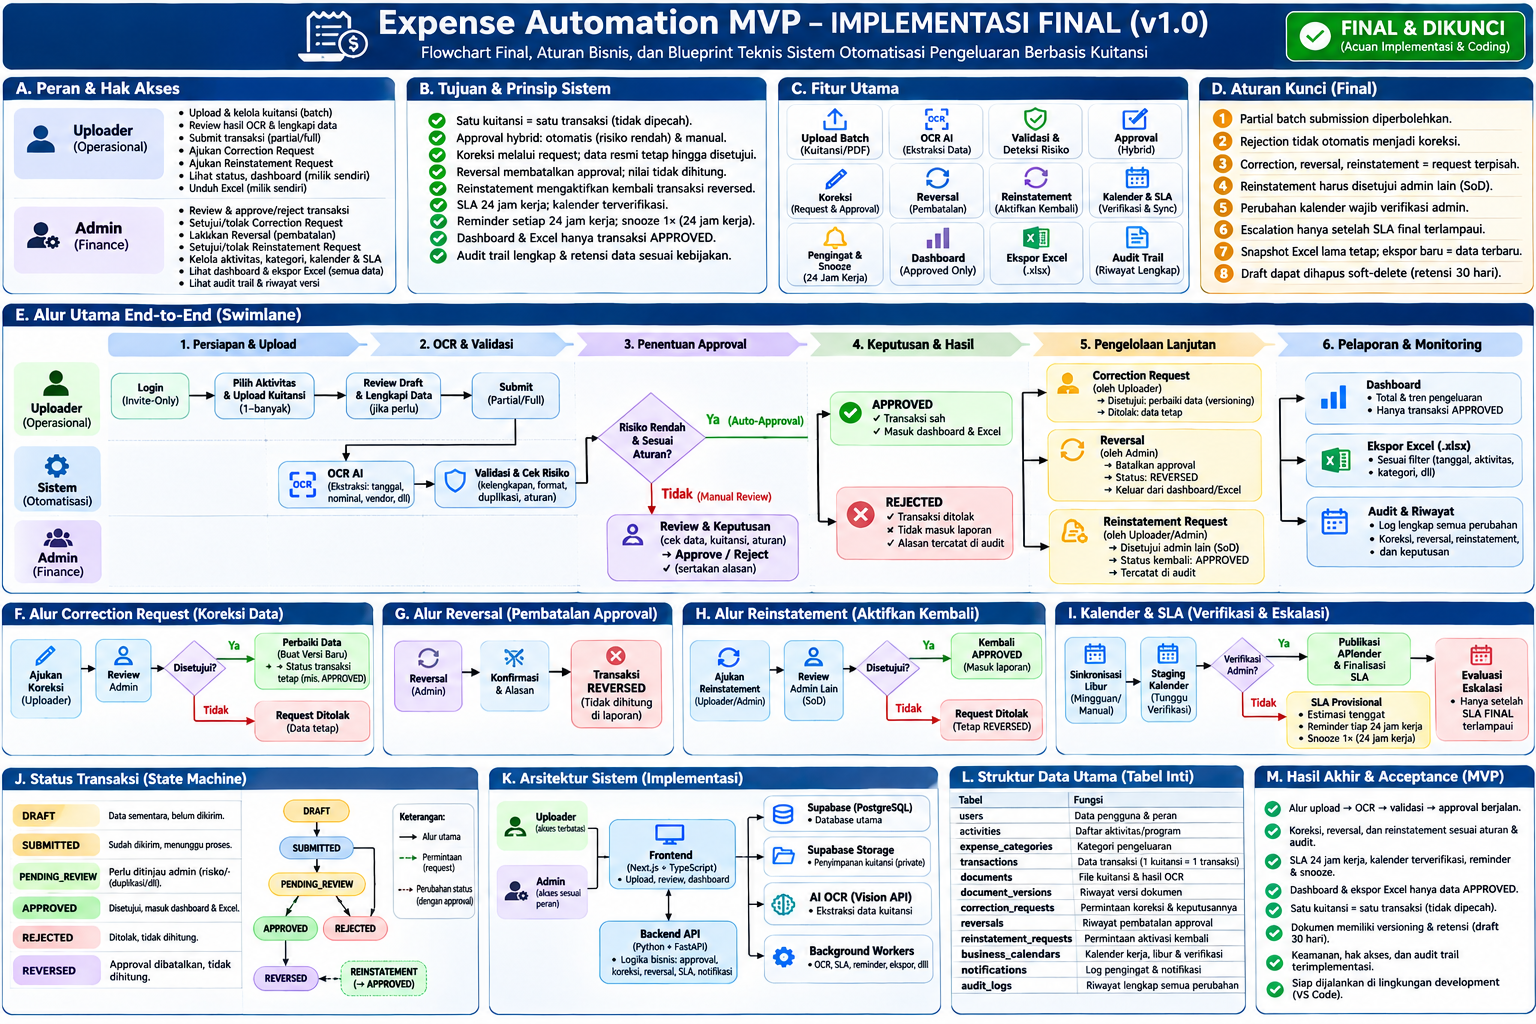 Expense Automation MVP – IMPLEMENTASI FINAL (v1.0)
Flowchart Final, Aturan Bisnis, dan Blueprint Teknis Sistem Otomatisasi Pengeluaran Berbasis Kuitansi
FINAL & DIKUNCI
(Acuan Implementasi & Coding)
A. Peran & Hak Akses
Uploader
(Operasional)
• Upload & kelola kuitansi (batch)
• Review hasil OCR & lengkapi data
• Submit transaksi (partial/full)
• Ajukan Correction Request
• Ajukan Reinstatement Request
• Lihat status, dashboard (milik sendiri)
• Unduh Excel (milik sendiri)
Admin
(Finance)
• Review & approve/reject transaksi
• Setujui/tolak Correction Request
• Lakkukan Reversal (pembatalan)
• Setujui/tolak Reinstatement Request
• Kelola aktivitas, kategori, kalender & SLA
• Lihat dashboard & ekspor Excel (semua data)
• Lihat audit trail & riwayat versi
B. Tujuan & Prinsip Sistem
Satu kuitansi = satu transaksi (tidak dipecah).
Approval hybrid: otomatis (risiko rendah) & manual.
Koreksi melalui request; data resmi tetap hingga disetujui.
Reversal membatalkan approval; nilai tidak dihitung.
Reinstatement mengaktifkan kembali transaksi reversed.
SLA 24 jam kerja; kalender terverifikasi.
Reminder setiap 24 jam kerja; snooze 1× (24 jam kerja).
Dashboard & Excel hanya transaksi APPROVED.
Audit trail lengkap & retensi data sesuai kebijakan.
C. Fitur Utama
Upload Batch
(Kuitansi/PDF)
OCR
OCR AI
(Ekstraksi Data)
Validasi &
Deteksi Risiko
Approval
(Hybrid)
Koreksi
(Request & Approval)
Reversal
(Pembatalan)
Reinstatement
(Aktifkan Kembali)
Kalender & SLA
(Verifikasi & Sync)
Pengingat &
Snooze
(24 Jam Kerja)
Dashboard
(Approved Only)
Ekspor Excel
(.xlsx)
Audit Trail
(Riwayat Lengkap)
D. Aturan Kunci (Final)
1 Partial batch submission diperbolehkan.
2 Rejection tidak otomatis menjadi koreksi.
3 Correction, reversal, reinstatement = request terpisah.
4 Reinstatement harus disetujui admin lain (SoD).
5 Perubahan kalender wajib verifikasi admin.
6 Escalation hanya setelah SLA final terlampaui.
7 Snapshot Excel lama tetap; ekspor baru = data terbaru.
8 Draft dapat dihapus soft-delete (retensi 30 hari).
E. Alur Utama End-to-End (Swimlane)
1. Persiapan & Upload
2. OCR & Validasi
3. Penentuan Approval
4. Keputusan & Hasil
5. Pengelolaan Lanjutan
6. Pelaporan & Monitoring
Uploader
(Operasional)
Sistem
(Otomatisasi)
Admin
(Finance)
Login
(Invite-Only)
Pilih Aktivitas
& Upload Kuitansi
(1–banyak)
Review Draft
& Lengkapi Data
(jika perlu)
Submit
(Partial/Full)
OCR
OCR AI
(Ekstraksi: tanggal,
nominal, vendor, dll)
Validasi & Cek Risiko
(kelengkapan, format,
duplikasi, aturan)
Risiko Rendah
& Sesuai
Aturan?
Ya (Auto-Approval)
Tidak (Manual Review)
Review & Keputusan
(cek data, kuitansi, aturan)
→ Approve / Reject
✓ (sertakan alasan)
APPROVED
✓ Transaksi sah
✓ Masuk dashboard & Excel
REJECTED
✓ Transaksi ditolak
✕ Tidak masuk laporan
✓ Alasan tercatat di audit
Correction Request
(oleh Uploader)
→ Disetujui: perbaiki data (versioning)
→ Ditolak: data tetap
Reversal
(oleh Admin)
→ Batalkan approval
→ Status: REVERSED
→ Keluar dari dashboard/Excel
Reinstatement Request
(oleh Uploader/Admin)
→ Disetujui admin lain (SoD)
→ Status kembali: APPROVED
→ Tercatat di audit
Dashboard
• Total & tren pengeluaran
• Hanya transaksi APPROVED
Ekspor Excel (.xlsx)
• Sesuai filter (tanggal, aktivitas,
• kategori, dll)
Audit & Riwayat
• Log lengkap semua perubahan
• Koreksi, reversal, reinstatement,
• dan keputusan
F. Alur Correction Request (Koreksi Data)
Ajukan
Koreksi
(Uploader)
Review
Admin
Disetujui?
Ya
Tidak
Perbaiki Data
(Buat Versi Baru)
→ Status transaksi
tetap (mis. APPROVED)
Request Ditolak
(Data tetap)
G. Alur Reversal (Pembatalan Approval)
Reversal
(Admin)
Konfirmasi
& Alasan
Transaksi
REVERSED
(Tidak dihitung
di laporan)
H. Alur Reinstatement (Aktifkan Kembali)
Ajukan
Reinstatement
(Uploader/Admin)
Review
Admin Lain
(SoD)
Disetujui?
Ya
Tidak
Kembali
APPROVED
(Masuk laporan)
Request Ditolak
(Tetap REVERSED)
I. Kalender & SLA (Verifikasi & Eskalasi)
Sinkronisasi
Libur
(Mingguan/
Manual)
Staging
Kalender
(Tunggu
Verifikasi)
Verifikasi
Admin?
Ya
Tidak
Publikasi
APlender
& Finalisasi
SLA
SLA Provisional
• Estimasi tenggat
• Reminder tiap 24 jam kerja
• Snooze 1× (24 jam kerja)
Evaluasi
Eskalasi
• Hanya setelah
SLA FINAL
terlampaui
J. Status Transaksi (State Machine)
DRAFT Data sementara, belum dikirim.
SUBMITTED Sudah dikirim, menunggu proses.
PENDING_REVIEW Perlu ditinjau admin (risiko/-
(duplikasi/dll).
APPROVED Disetujui, masuk dashboard & Excel.
REJECTED Ditolak, tidak dihitung.
REVERSED Approval dibatalkan, tidak
dihitung.
DRAFT
SUBMITTED
PENDING_REVIEW
APPROVED
REJECTED
REVERSED
REINSTATEMENT
(→ APPROVED)
Keterangan:
Alur utama
Permintaan
(request)
Perubahan status
(dengan approval)
K. Arsitektur Sistem (Implementasi)
Uploader
(akses terbatas)
Admin
(akses sesuai
peran)
Frontend
(Next.js + TypeScript)
• Upload, review, dashboard
Backend API
(Python + FastAPI)
• Logika bisnis: approval,
koreksi, reversal, SLA, notifikasi
Supabase (PostgreSQL)
• Database utama
Supabase Storage
• Penyimpanan kuitansi (private)
AI OCR (Vision API)
• Ekstraksi data kuitansi
Background Workers
• OCR, SLA, reminder, ekspor, dlll
L. Struktur Data Utama (Tabel Inti)
Tabel Fungsi
users Data pengguna & peran
activities Daftar aktivitas/program
expense_categories Kategori pengeluaran
transactions Data transaksi (1 kuitansi = 1 transaksi)
documents File kuitansi & hasil OCR
document_versions Riwayat versi dokumen
correction_requests Permintaan koreksi & keputusannya
reversals Riwayat pembatalan approval
reinstatement_requests Permintaan aktivasi kembali
business_calendars Kalender kerja, libur & verifikasi
notifications Log pengingat & notifikasi
audit_logs Riwayat lengkap semua perubahan
M. Hasil Akhir & Acceptance (MVP)
Alur upload → OCR → validasi → approval berjalan.
Koreksi, reversal, dan reinstatement sesuai aturan &
audit.
SLA 24 jam kerja, kalender terverifikasi, reminder
& snooze.
Dashboard & ekspor Excel hanya data APPROVED.
Satu kuitansi = satu transaksi (tidak dipecah).
Dokumen memiliki versioning & retensi (draft
30 hari).
Keamanan, hak akses, dan audit trail
terimplementasi.
Siap dijalankan di lingkungan development
(VS Code).